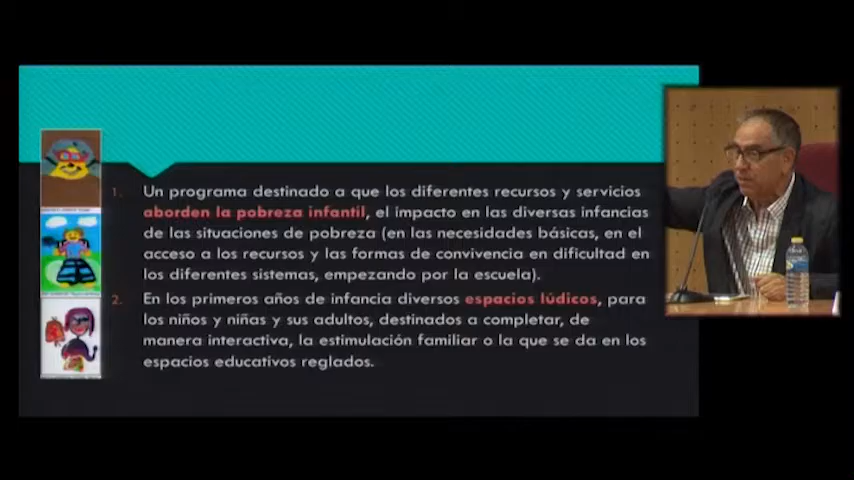 1. Un programa destinado a que los diferentes recursos y servicios
aborden la pobreza infantil, el impacto en las diversas infancias
de las situaciones de pobreza (en las necesidades básicas, en el
acceso a los recursos y las formas de convivencia en dificultad en
los diferentes sistemas, empezando por la escuela).
2. En los primeros años de infancia diversos espacios lúdicos, para
los niños y niñas y sus adultos, destinados a completar, de
manera interactiva, la estimulación familiar o la que se da en los
espacios educativos reglados.